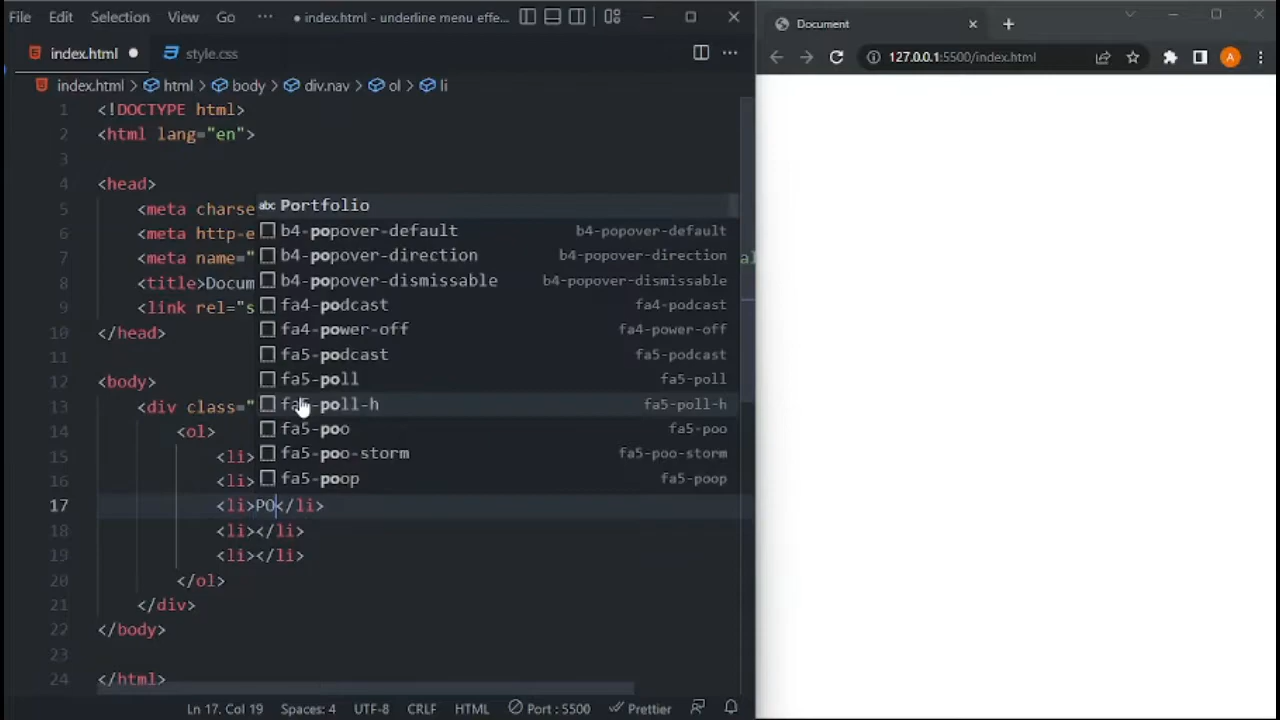 File Edit Selection View Go ··· ● index.html - underline menu effe...
index.html ● style.css ···
index.html > html > body > div.nav > ol > li
1 <!DOCTYPE html>
2 <html lang="en">
3
4 <head>
5 <meta charse
6 <meta http-e
7 <meta name=" al
8 <title>Docum
9 <link rel="s
10 </head>
11
12 <body>
13 <div class="
14 <ol>
15 <li>
16 <li>
17 <li>PO</li>
18 <li></li>
19 <li></li>
20 </ol>
21 </div>
22 </body>
23
24 </html>
abc Portfolio
b4-popover-default b4-popover-default
b4-popover-direction b4-popover-direction
b4-popover-dismissable b4-popover-dismissable
fa4-podcast fa4-podcast
fa4-power-off fa4-power-off
fa5-podcast fa5-podcast
fa5-poll fa5-poll
fa5-poll-h fa5-poll-h
fa5-poo fa5-poo
fa5-poo-storm fa5-poo-storm
fa5-poop fa5-poop
Ln 17, Col 19 Spaces: 4 UTF-8 CRLF HTML Port : 5500 Prettier
Document
127.0.0.1:5500/index.html A